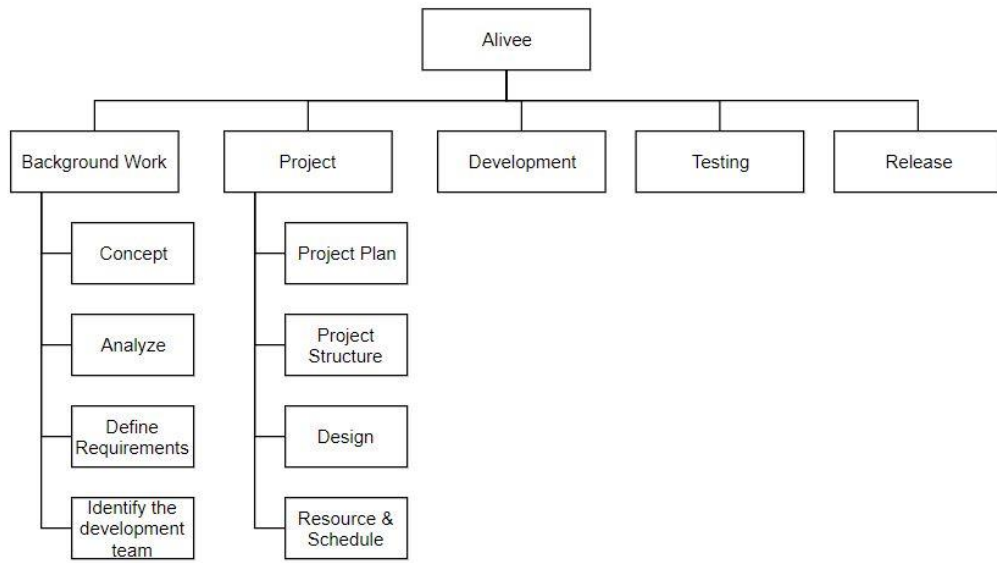 Alivee
Background Work
Project
Development
Testing
Release
Concept
Project Plan
Analyze
Project
Structure
Define
Requirements
Design
Identify the
development
team
Resource &
Schedule